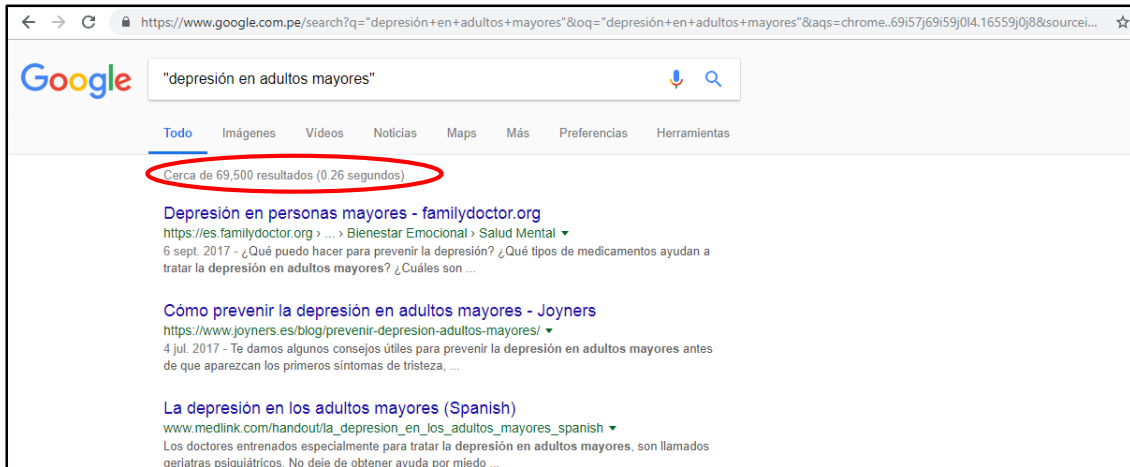 https://www.google.com.pe/search?q="depresión+en+adultos+mayores"&oq="depresión+en+adultos+mayores"&aqs=chrome..69i57j69i59j0l4.16559j0j8&sourcei...
Google "depresión en adultos mayores"
Todo Imágenes Vídeos Noticias Maps Más Preferencias Herramientas
Cerca de 69,500 resultados (0.26 segundos)
Depresión en personas mayores - familydoctor.org
https://es.familydoctor.org › ... › Bienestar Emocional › Salud Mental
6 sept. 2017 - ¿Qué puedo hacer para prevenir la depresión? ¿Qué tipos de medicamentos ayudan a
tratar la depresión en adultos mayores? ¿Cuáles son ...
Cómo prevenir la depresión en adultos mayores - Joyners
https://www.joyners.es/blog/prevenir-depresion-adultos-mayores/
4 jul. 2017 - Te damos algunos consejos útiles para prevenir la depresión en adultos mayores antes
de que aparezcan los primeros síntomas de tristeza, ...
La depresión en los adultos mayores (Spanish)
www.medlink.com/handout/la_depresion_en_los_adultos_mayores_spanish
Los doctores entrenados especialmente para tratar la depresión en adultos mayores, son llamados
geriatras psiquiátricos. No deje de obtener ayuda por miedo ...